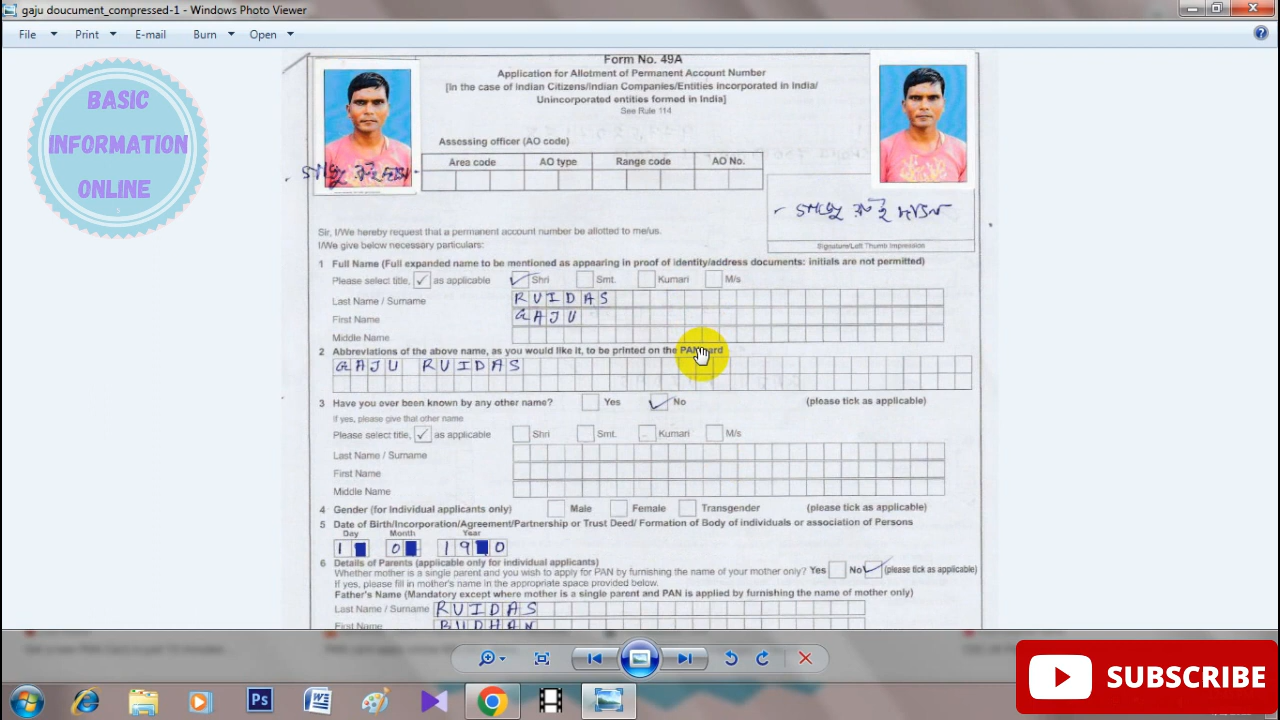 gaju doucument_compressed-1 - Windows Photo Viewer
File Print E-mail Burn Open
BASIC
INFORMATION
ONLINE
Form No. 49A
Application for Allotment of Permanent Account Number
[In the case of Indian Citizens/Indian Companies/Entities incorporated in India/
Unincorporated entities formed in India]
See Rule 114
Assessing officer (AO code)
Area code AO type Range code AO No.
Signature/Left Thumb Impression
Sir, I/We hereby request that a permanent account number be allotted to me/us.
I/We give below necessary particulars:
1 Full Name (Full expanded name to be mentioned as appearing in proof of identity/address documents: initials are not permitted)
Please select title, ✓ as applicable ✓ Shri Smt. Kumari M/s
Last Name / Surname RUIDAS
First Name GAJU
Middle Name
2 Abbreviations of the above name, as you would like it, to be printed on the
GAJU RUIDAS
3 Have you ever been known by any other name? Yes ✓ No (please tick as applicable)
If yes, please give that other name
Please select title, ✓ as applicable Shri Smt. Kumari M/s
Last Name / Surname
First Name
Middle Name
4 Gender (for Individual applicants only) Male Female Transgender (please tick as applicable)
5 Date of Birth/Incorporation/Agreement/Partnership or Trust Deed/ Formation of Body of individuals or association of Persons
Day Month Year
1 0 19 0
6 Details of Parents (applicable only for individual applicants)
Whether mother is a single parent and you wish to apply for PAN by furnishing the name of your mother only? Yes No ✓ (please tick as applicable)
If yes, please fill in mother's name in the appropriate space provided below.
Father's Name (Mandatory except where mother is a single parent and PAN is applied by furnishing the name of mother only)
Last Name / Surname RUIDAS
First Name BUDHAN
Ps
SUBSCRIBE